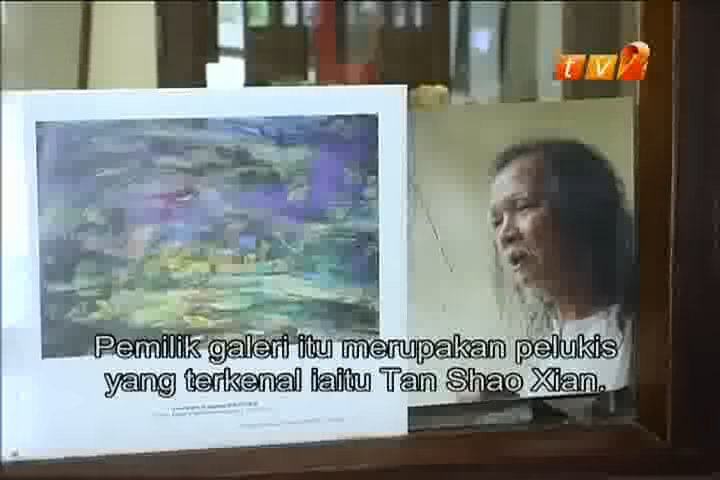 tv2
Pemilik galeri itu merupakan pelukis
yang terkenal iaitu Tan Shao Xian.